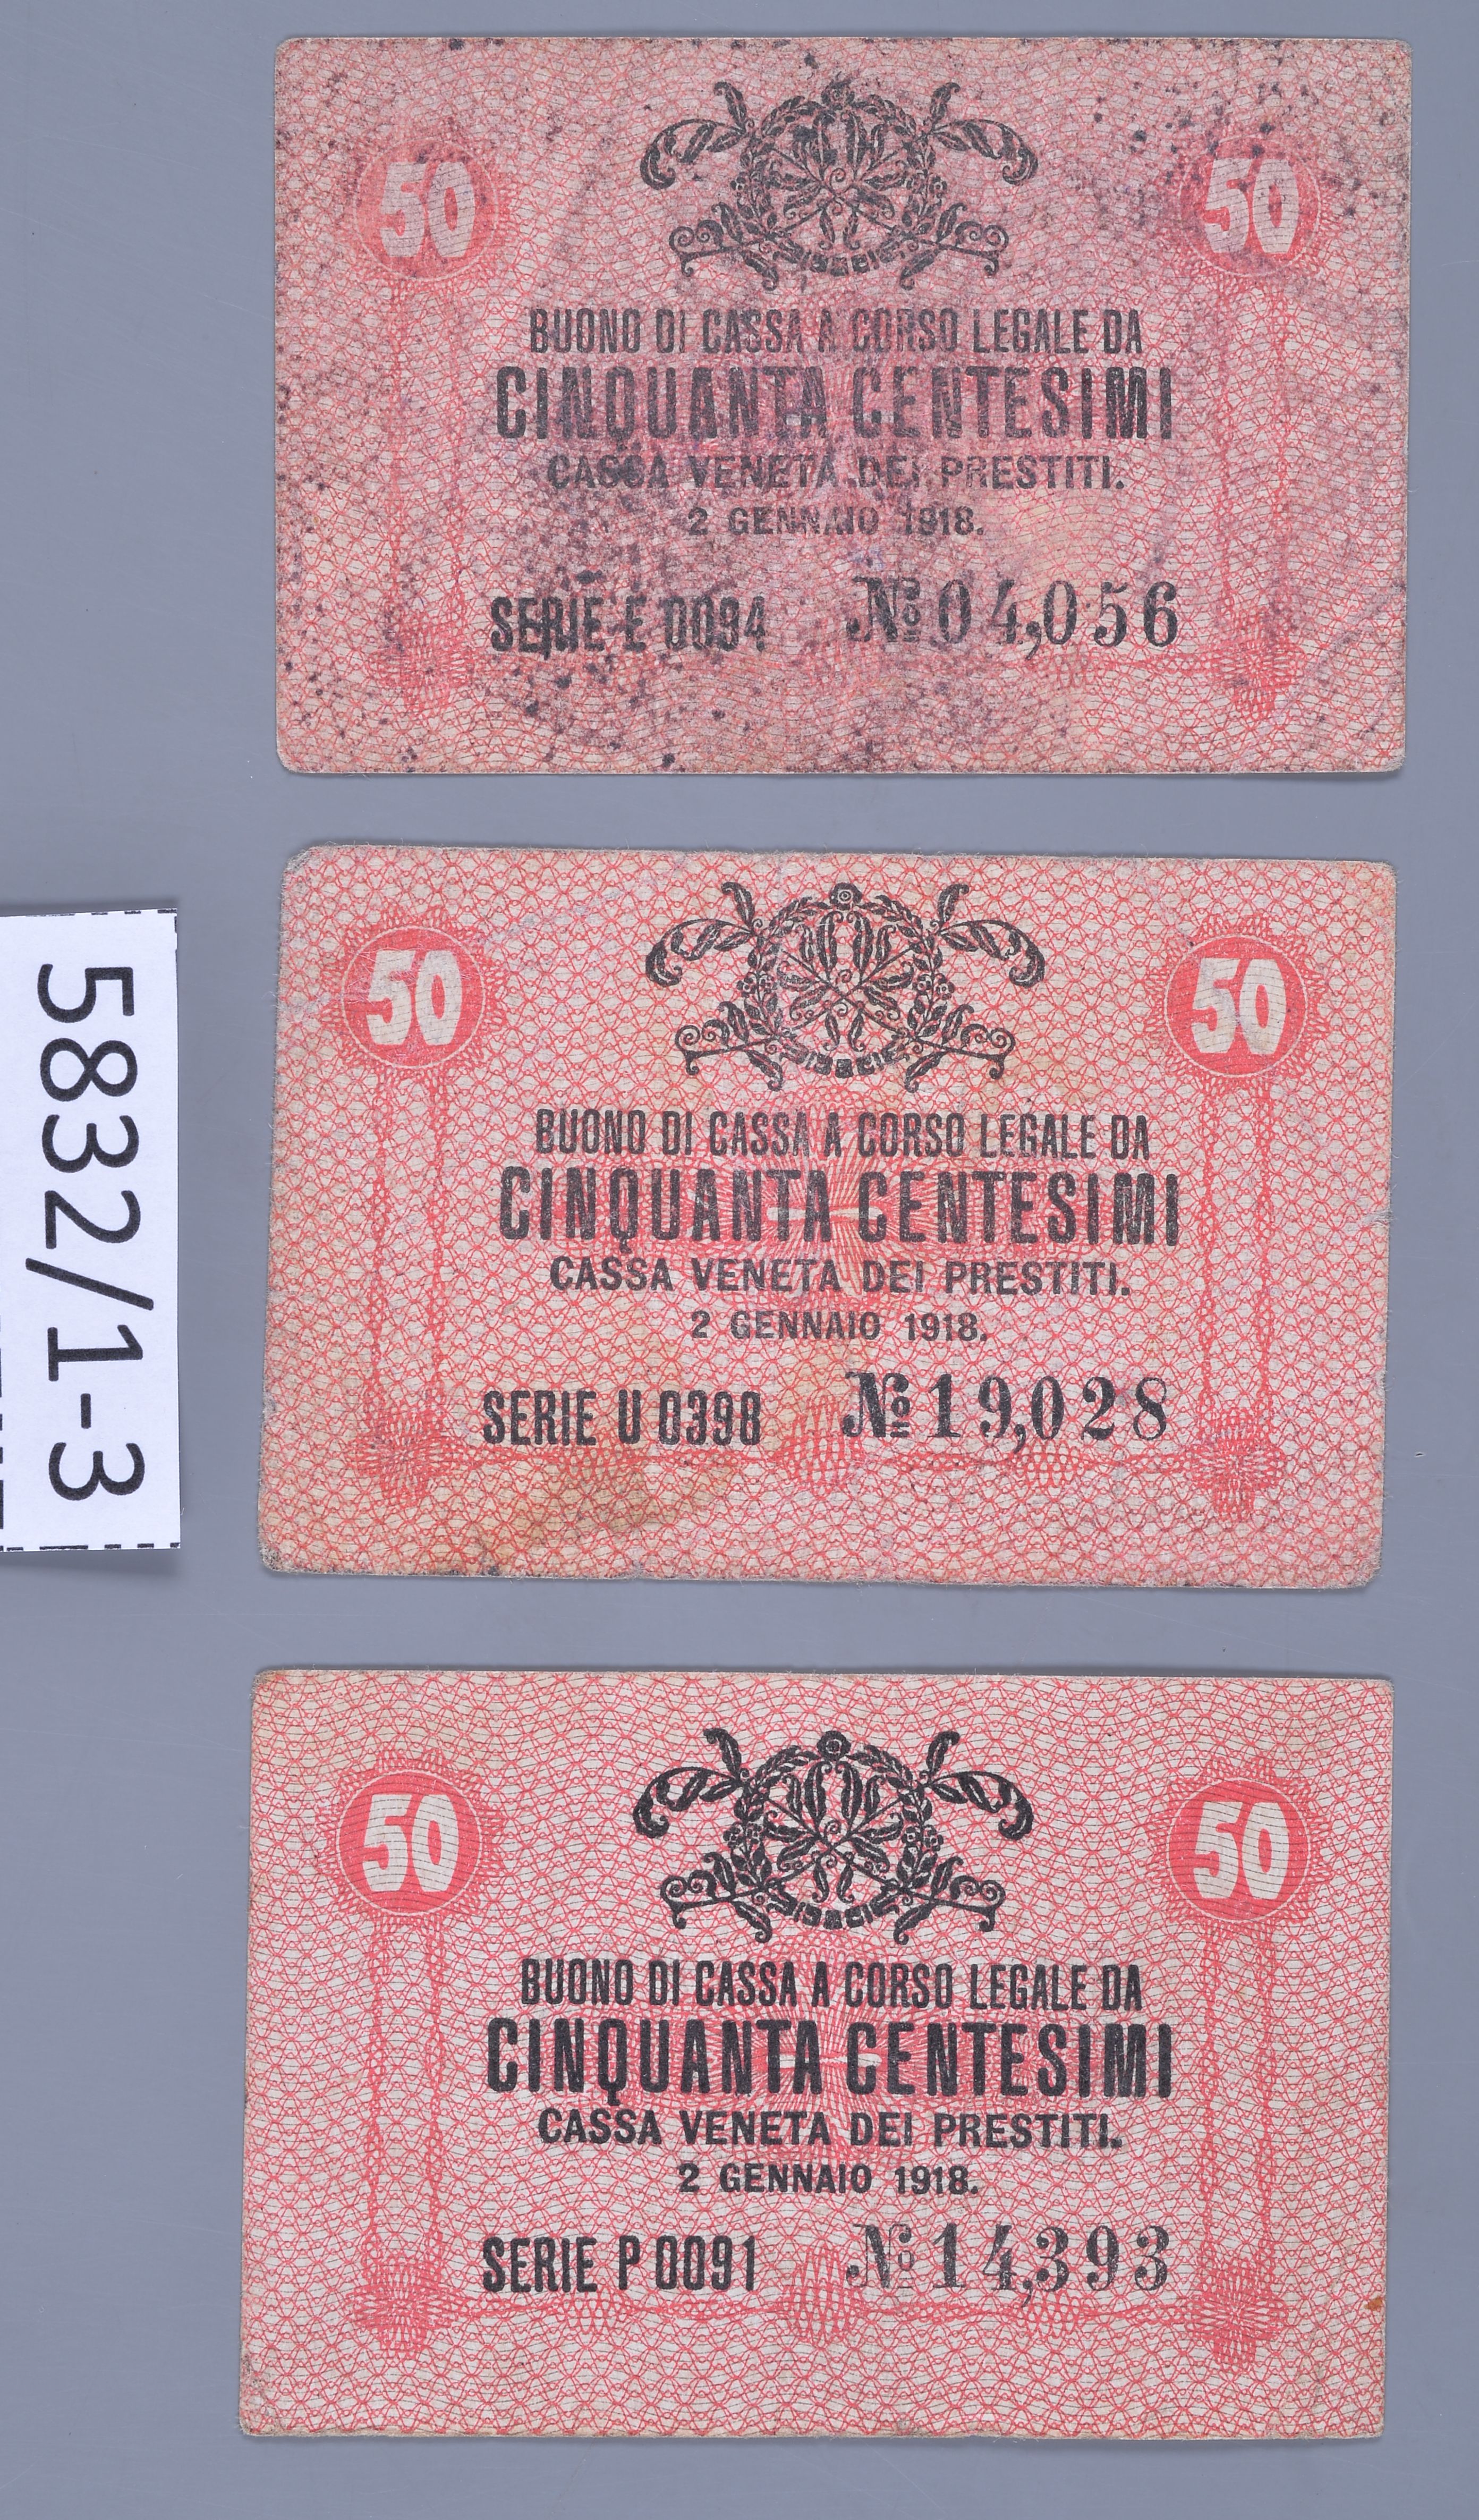 50 50
BUONO DI CASSA A CORSO LEGALE DA
CINQUANTA CENTESIMI
CASSA VENETA DEI PRESTITI.
2 GENNAIO 1918.
SERIE E 0094 № 04,056
50 50
BUONO DI CASSA A CORSO LEGALE DA
CINQUANTA CENTESIMI
CASSA VENETA DEI PRESTITI.
2 GENNAIO 1918.
SERIE U 0398 № 19,028
50 50
BUONO DI CASSA A CORSO LEGALE DA
CINQUANTA CENTESIMI
CASSA VENETA DEI PRESTITI.
2 GENNAIO 1918.
SERIE P 0091 № 14,393
5832/1-3